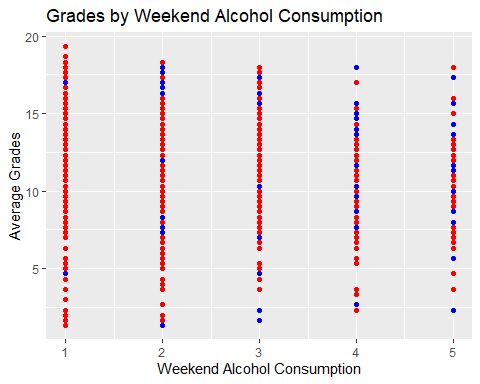 Grades by Weekend Alcohol Consumption
Average Grades
20
15
10
5
1 2 3 4 5
Weekend Alcohol Consumption